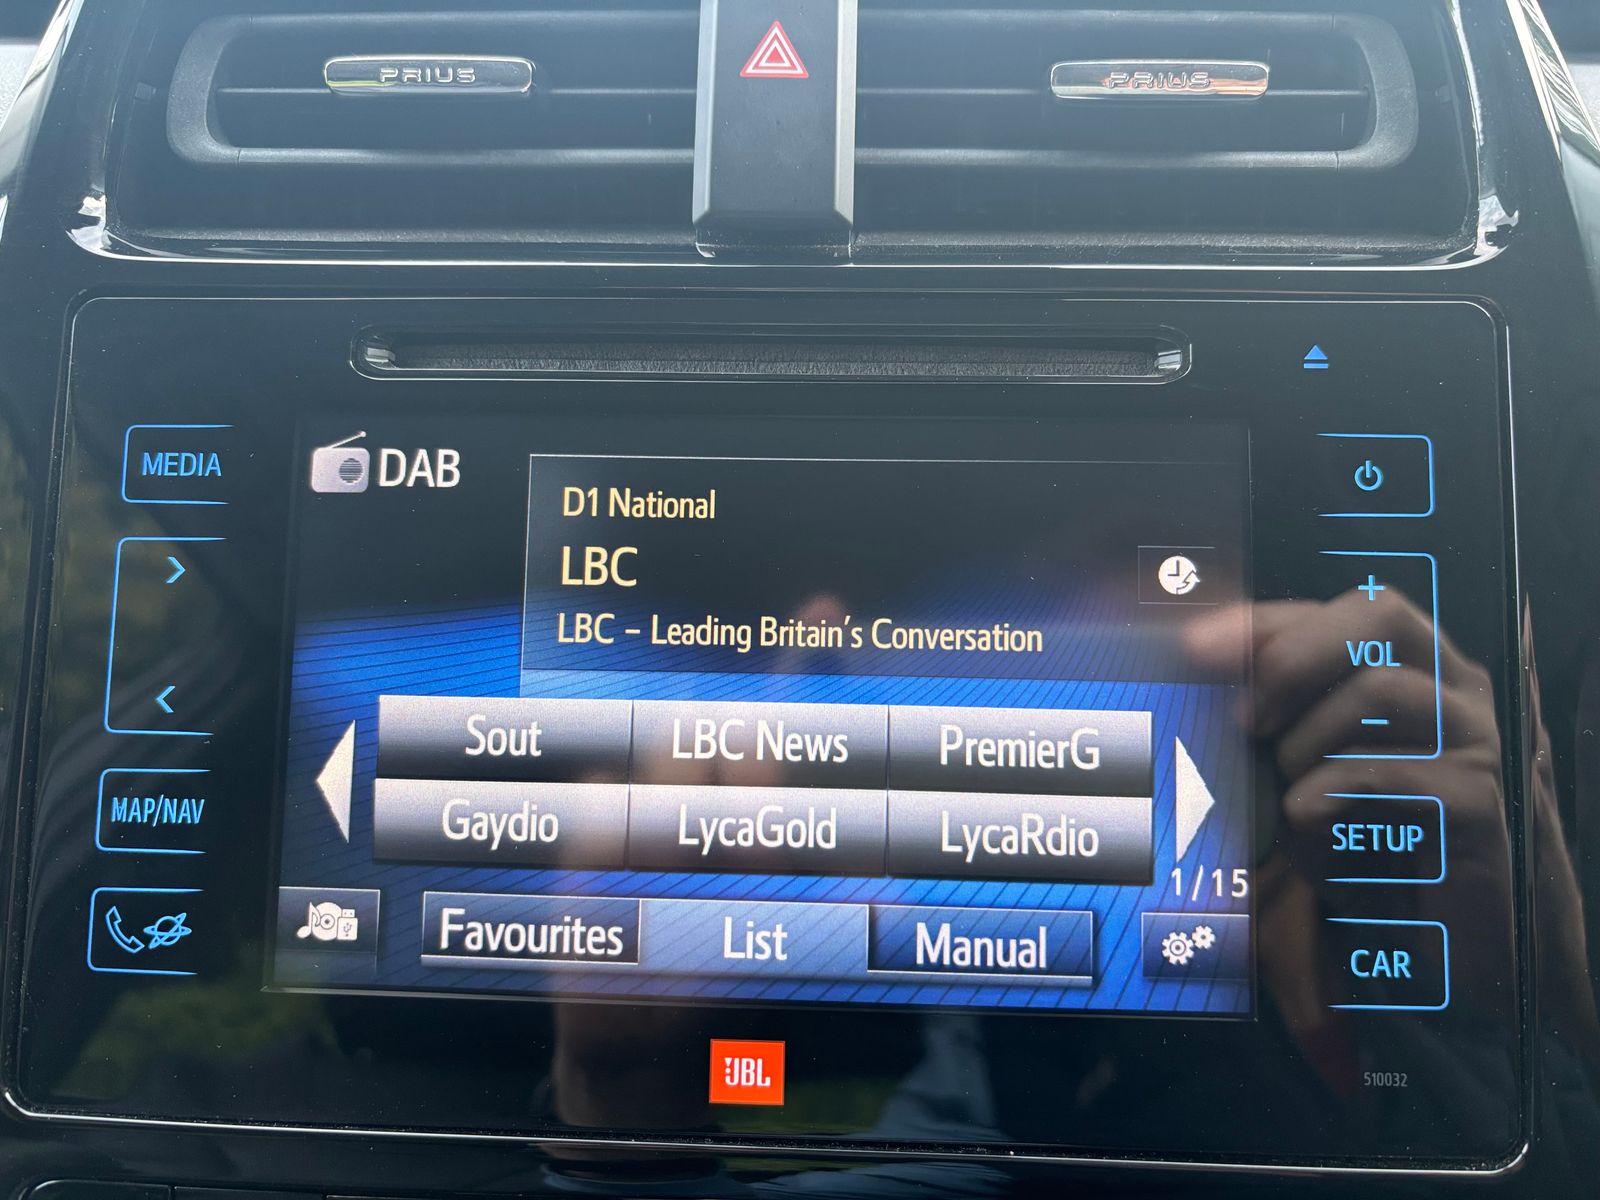 PRIUS
PRIUS
MEDIA
DAB
D1 National
LBC
LBC – Leading Britain's Conversation
+
VOL
−
Sout
LBC News
PremierG
MAP/NAV
Gaydio
LycaGold
LycaRdio
SETUP
1/15
Favourites
List
Manual
CAR
JBL
510032